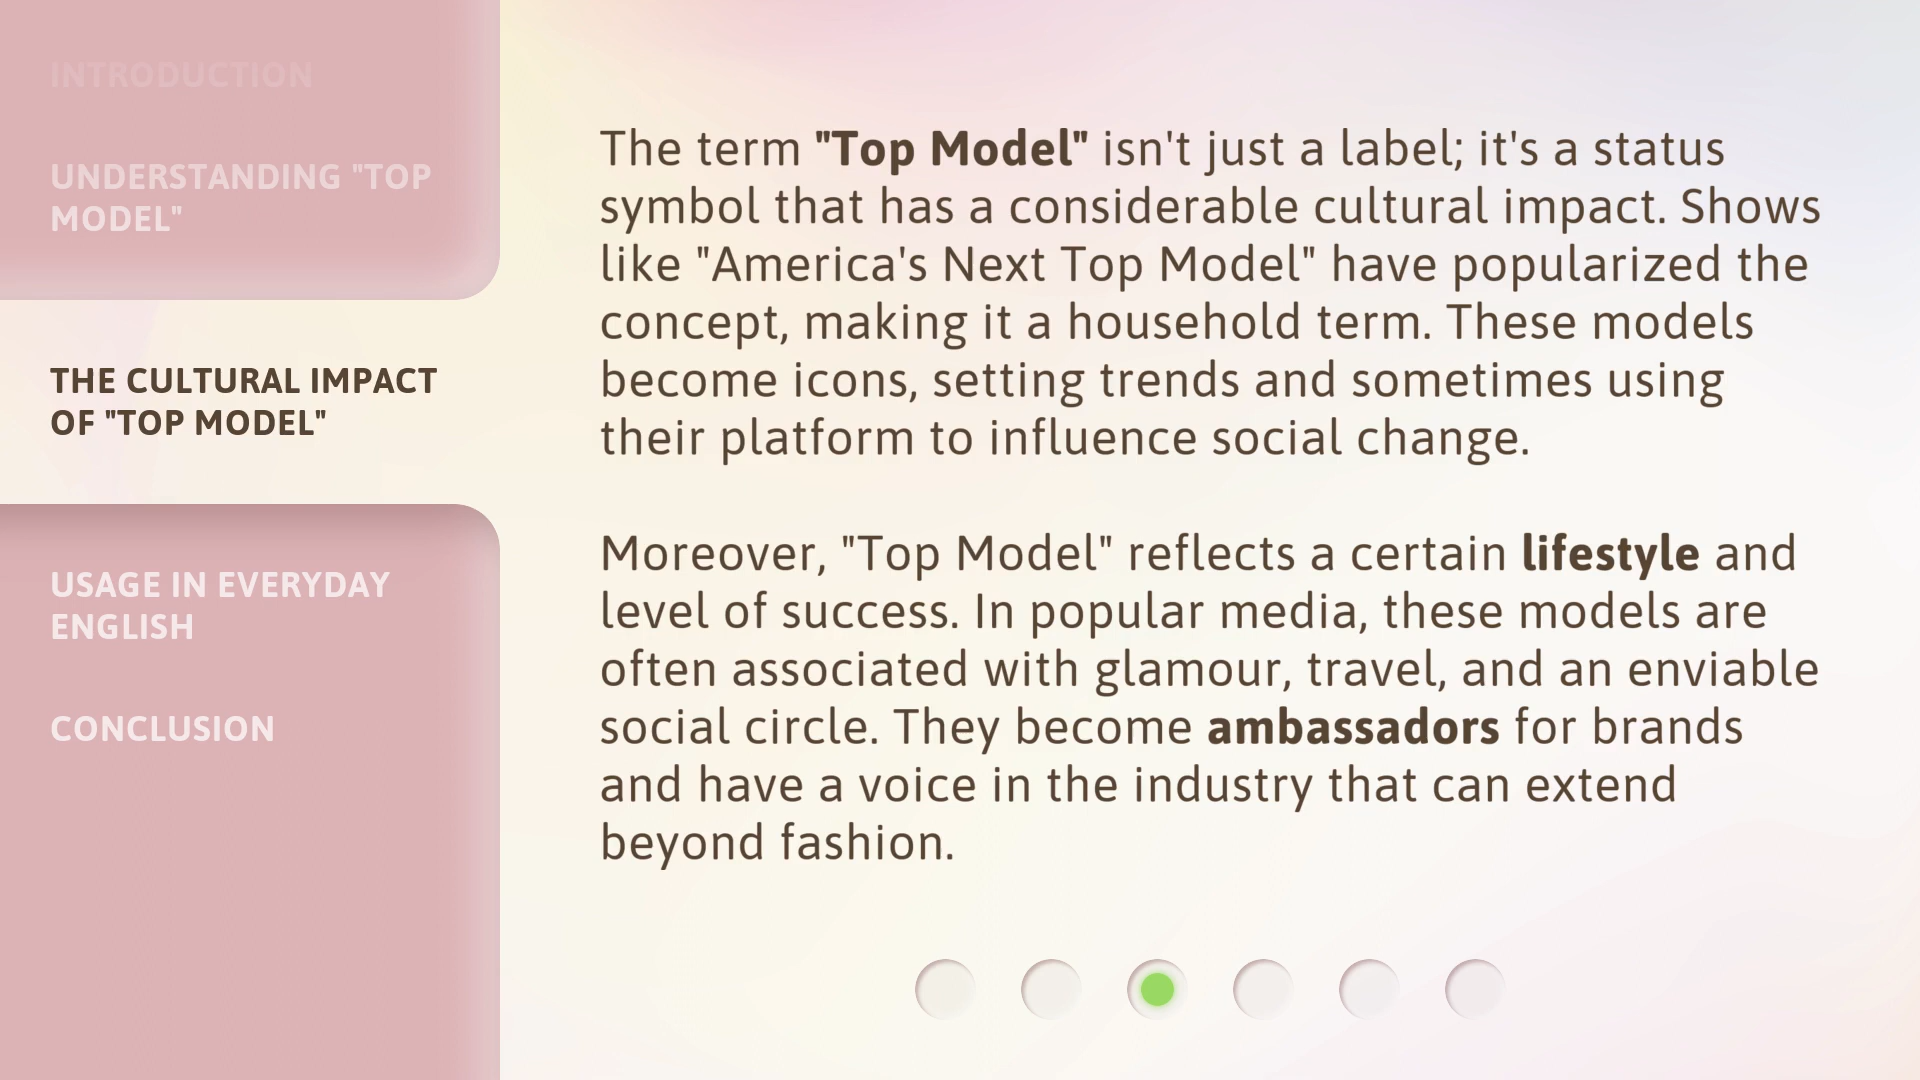 INTRODUCTION
UNDERSTANDING "TOP
MODEL"
THE CULTURAL IMPACT
OF "TOP MODEL"
USAGE IN EVERYDAY
ENGLISH
CONCLUSION
The term "Top Model" isn't just a label; it's a status
symbol that has a considerable cultural impact. Shows
like "America's Next Top Model" have popularized the
concept, making it a household term. These models
become icons, setting trends and sometimes using
their platform to influence social change.
Moreover, "Top Model" reflects a certain lifestyle and
level of success. In popular media, these models are
often associated with glamour, travel, and an enviable
social circle. They become ambassadors for brands
and have a voice in the industry that can extend
beyond fashion.